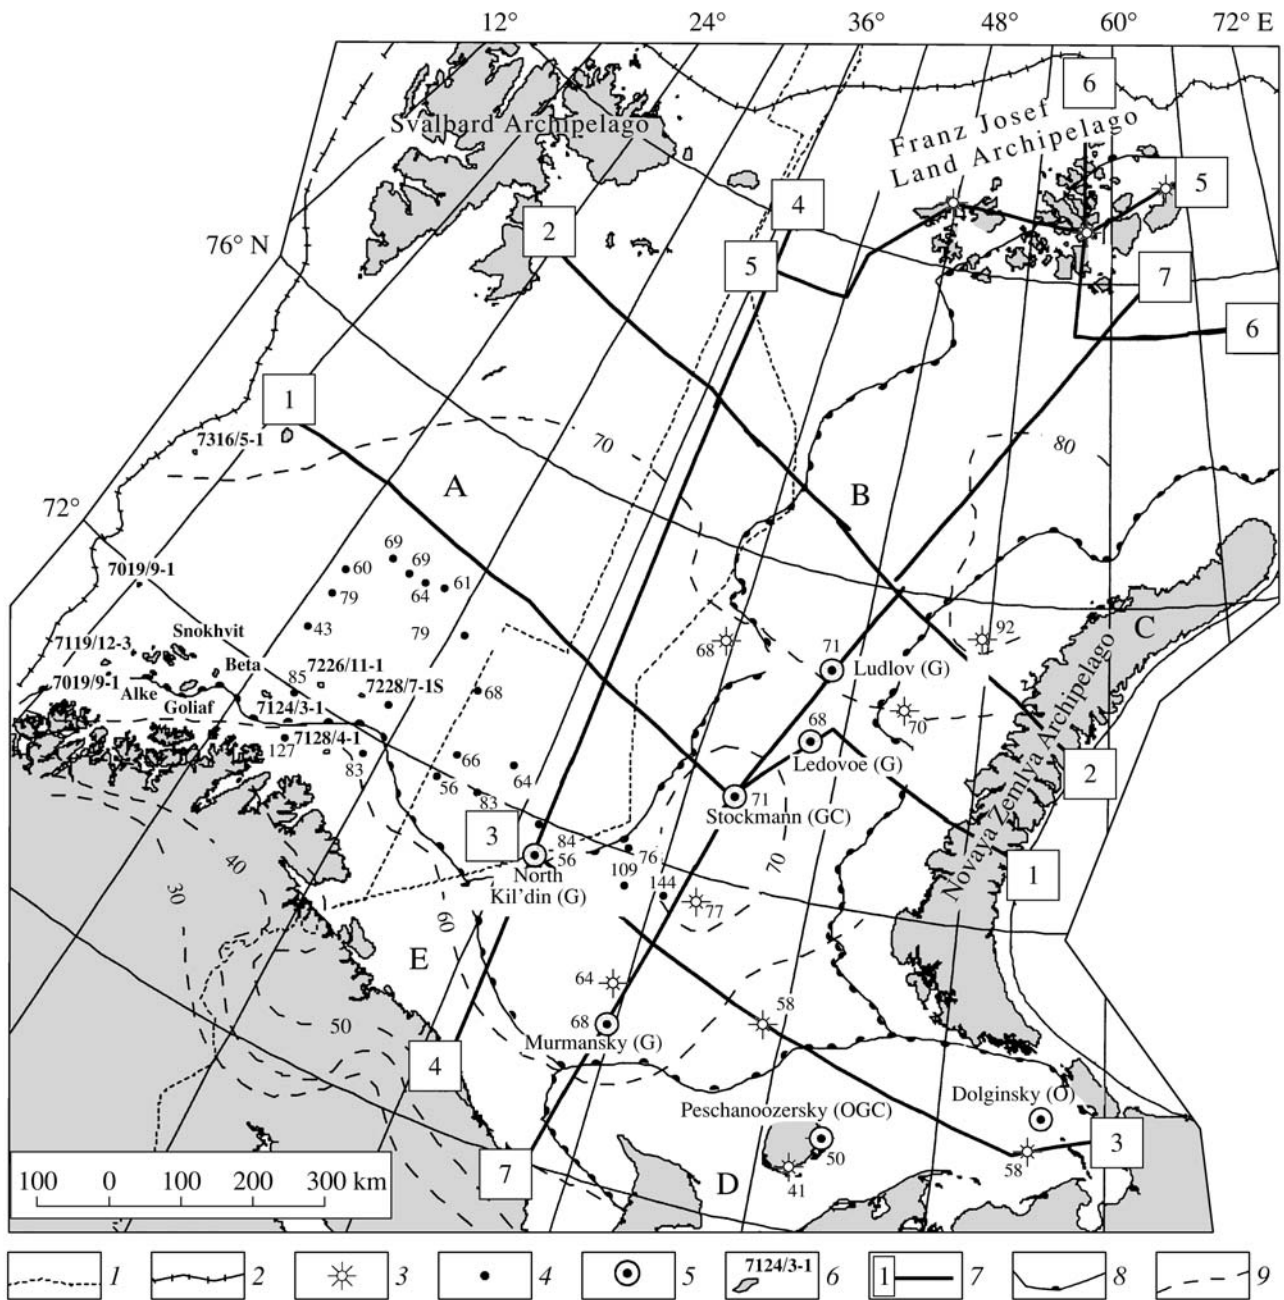 12° 24° 36° 48° 60° 72° E
6
Svalbard Archipelago
Franz Josef
Land Archipelago
4
5
2
76° N
5
7
6
1
70
80
7316/5-1
A
B
72°
69
7019/9-1
60
69
79
64
61
43
79
92
C
68
7119/12-3
Snokhvit
71
Ludlov (G)
Beta
7226/11-1
7019/9-1
Alke
85
7228/7-1S
68
Goliaf
7124/3-1
70
68
Ledovoe (G)
127
7128/4-1
83
66
64
56
2
83
71
Stockmann (GC)
3
84
56
76
70
40
30
North
Kil’din (G)
109
144
77
Novaya Zemlya Archipelago
1
60
E
64
58
50
68
Murmansky (G)
4
Peschanoozersky (OGC)
Dolginsky (O)
3
50
58
7
41
D
100 0 100 200 300 km
1
2
3
4
5
7124/3-1
6
1
7
8
9